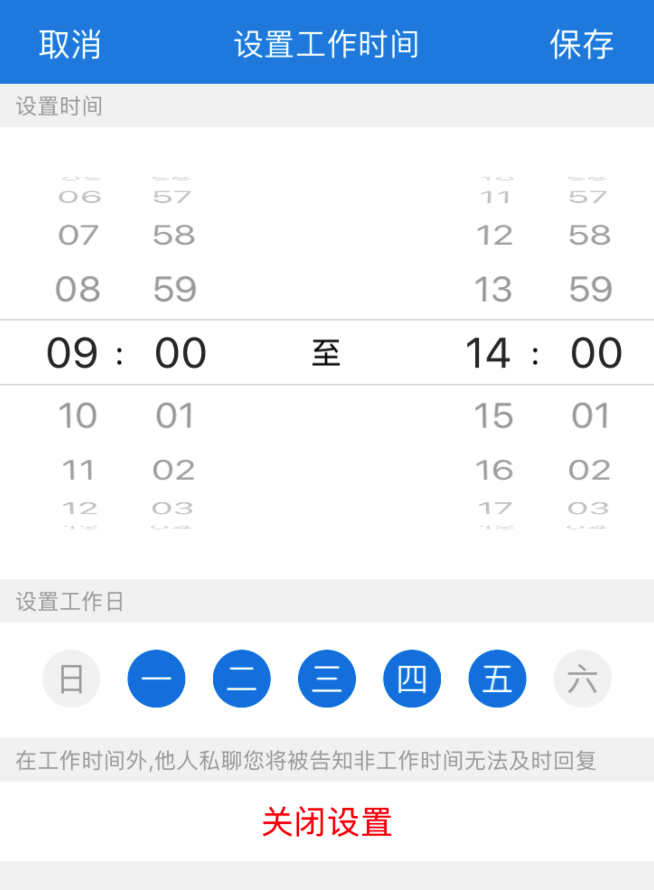 取消 设置工作时间 保存
设置时间
06 57 11 57
07 58 12 58
08 59 13 59
09 : 00 至 14 : 00
10 01 15 01
11 02 16 02
12 03 17 03
设置工作日
日 一 二 三 四 五 六
在工作时间外,他人私聊您将被告知非工作时间无法及时回复
关闭设置